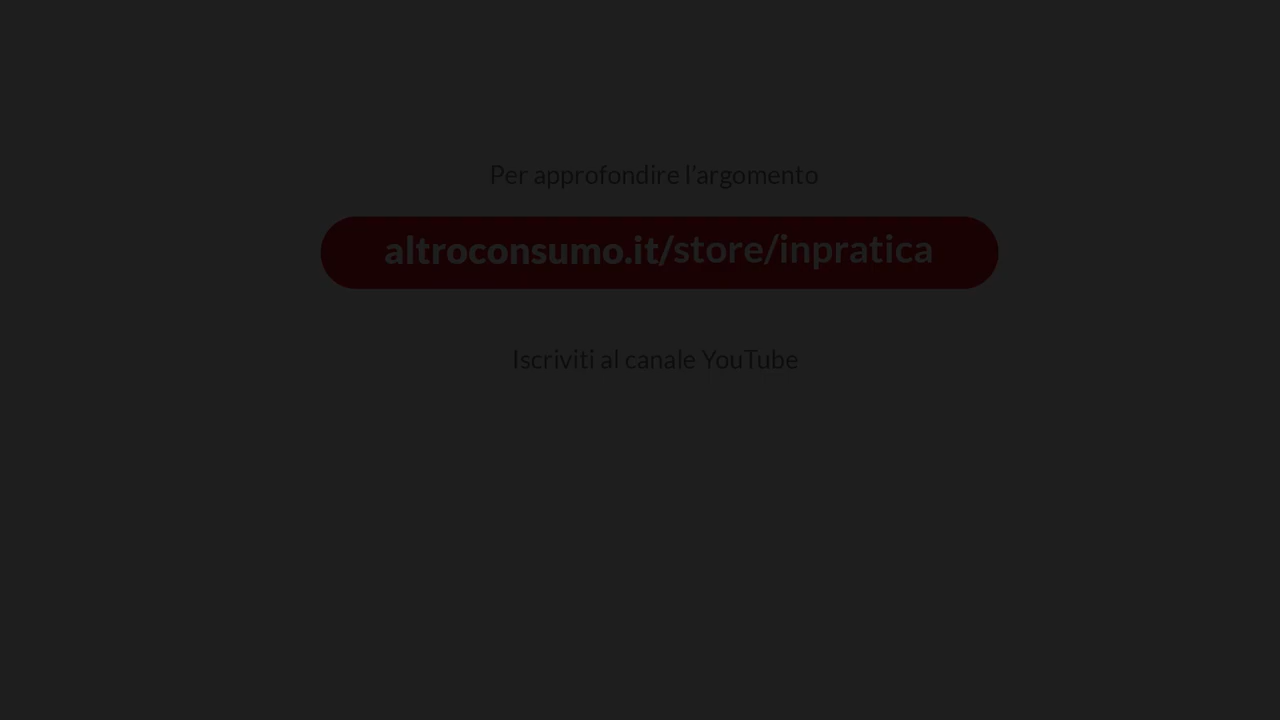 Per approfondire l'argomento
altroconsumo.it/store/inpratica
Iscriviti al canale YouTube